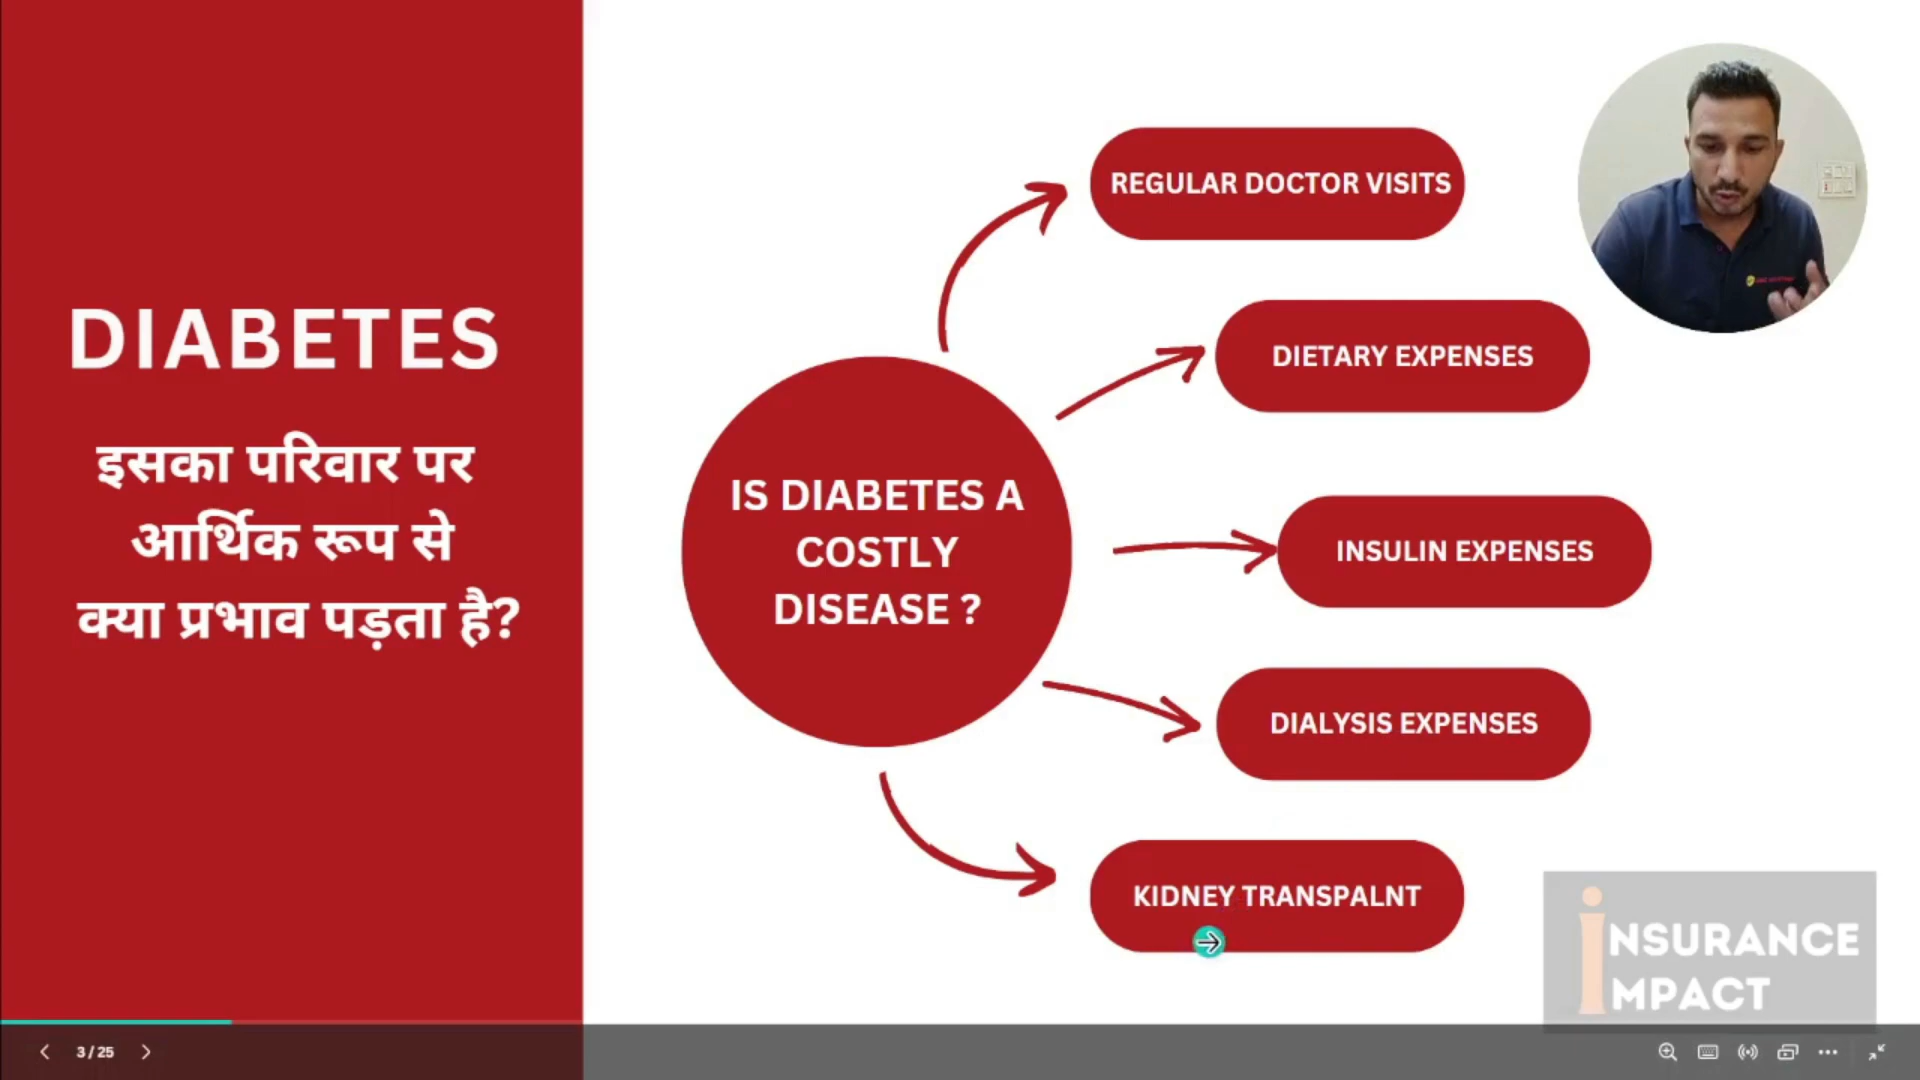 DIABETES
इसका परिवार पर
आर्थिक रूप से
क्या प्रभाव पड़ता है?
IS DIABETES A
COSTLY
DISEASE ?
REGULAR DOCTOR VISITS
DIETARY EXPENSES
INSULIN EXPENSES
DIALYSIS EXPENSES
KIDNEY TRANSPALNT
iNSURANCE
iMPACT
3 / 25